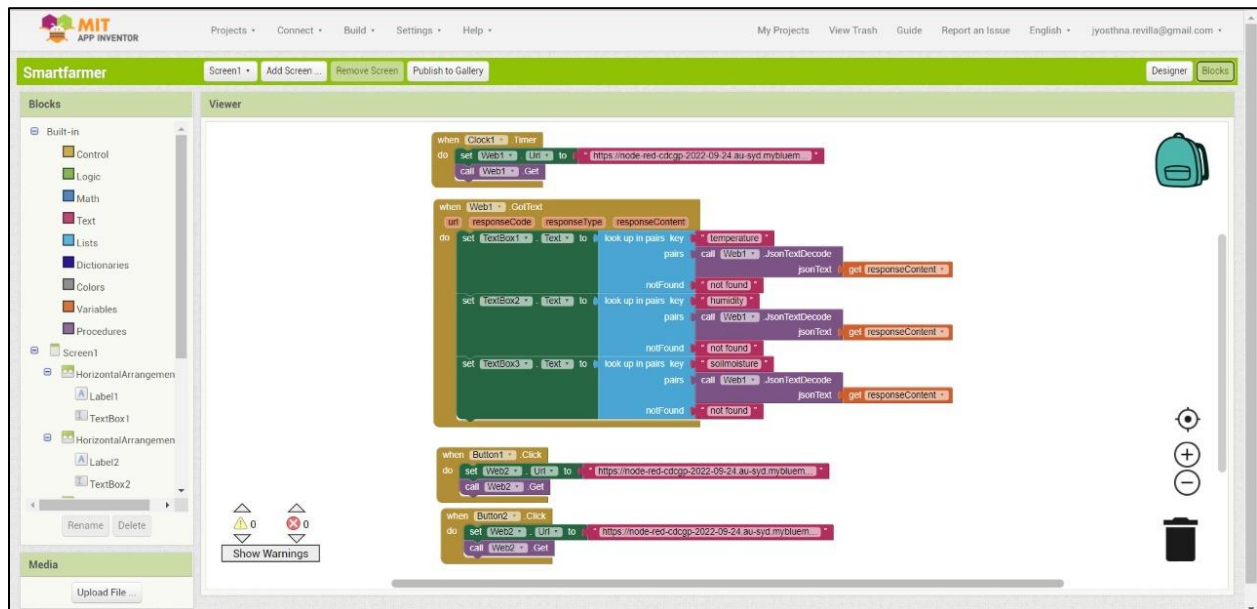 MIT
APP INVENTOR
Projects Connect Build Settings Help My Projects View Trash Guide Report an Issue English jyosthna.revilla@gmail.com
Smartfarmer Screen1 Add Screen ... Remove Screen Publish to Gallery Designer Blocks
Blocks Viewer
Built-in
Control
Logic
Math
Text
Lists
Dictionaries
Colors
Variables
Procedures
Screen1
HorizontalArrangemen
Label1
TextBox1
HorizontalArrangemen
Label2
TextBox2
Rename Delete
Media
Upload File ...
when Clock1 .Timer
do set Web1 . Url to " https://node-red-cdcgp-2022-09-24.au-syd.mybluem... "
call Web1 .Get
when Web1 .GotText
url responseCode responseType responseContent
do set TextBox1 . Text to look up in pairs key " temperature "
pairs call Web1 .JsonTextDecode
jsonText get responseContent
notFound " not found "
set TextBox2 . Text to look up in pairs key " humidity "
pairs call Web1 .JsonTextDecode
jsonText get responseContent
notFound " not found "
set TextBox3 . Text to look up in pairs key " soilmoisture "
pairs call Web1 .JsonTextDecode
jsonText get responseContent
notFound " not found "
when Button1 .Click
do set Web2 . Url to " https://node-red-cdcgp-2022-09-24.au-syd.mybluem... "
call Web2 .Get
when Button2 .Click
do set Web2 . Url to " https://node-red-cdcgp-2022-09-24.au-syd.mybluem... "
call Web2 .Get
0 0
Show Warnings